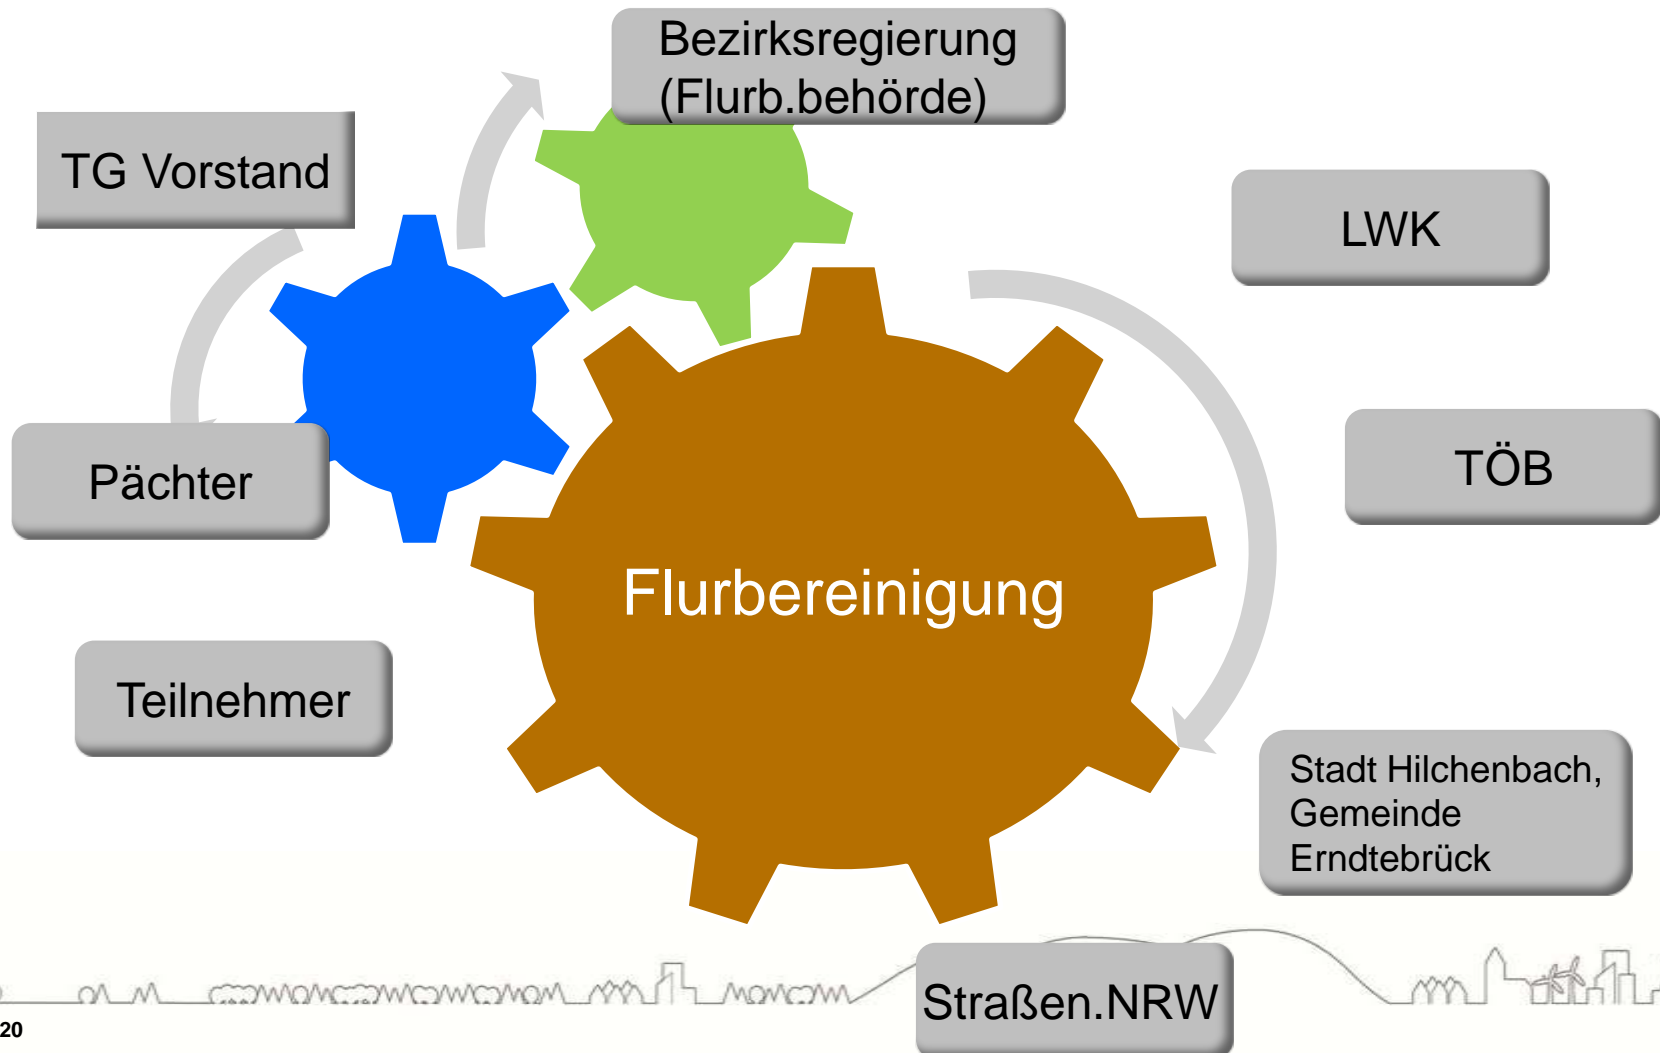 Bezirksregierung
(Flurb.behörde)
TG Vorstand
LWK
Pächter
TÖB
Flurbereinigung
Teilnehmer
Stadt Hilchenbach,
Gemeinde
Erndtebrück
Straßen.NRW
20